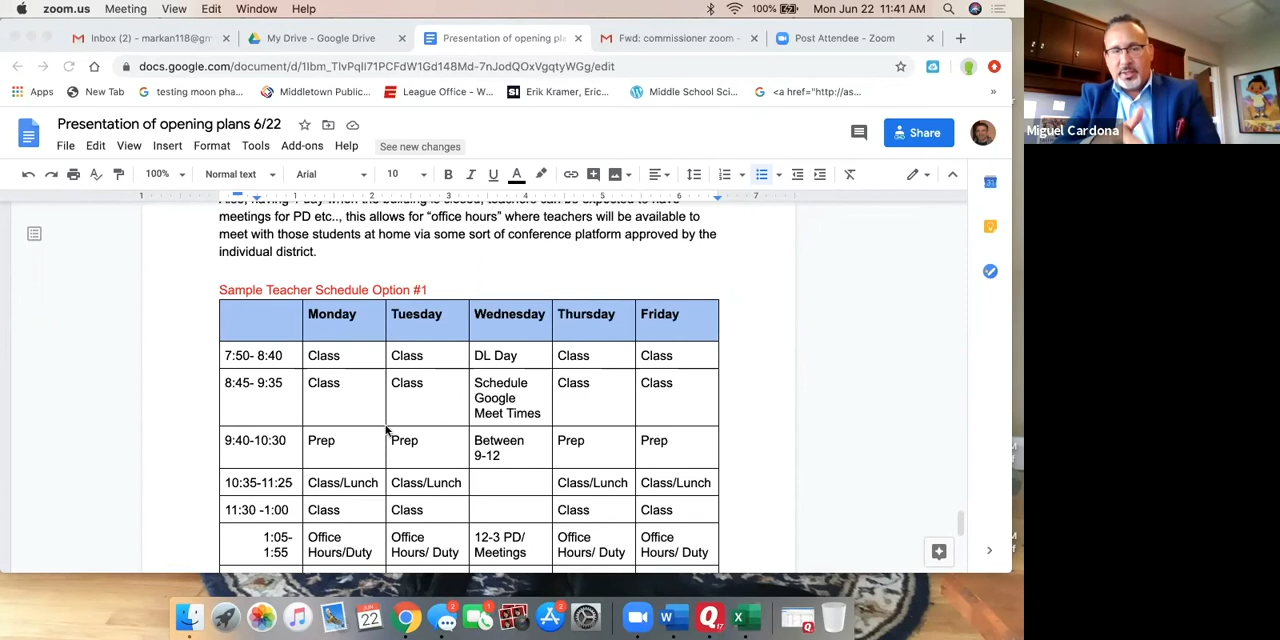 zoom.us Meeting View Edit Window Help 100% Mon Jun 22 11:41 AM
Inbox (2) - markan118@gm My Drive - Google Drive Presentation of opening plans Fwd: commissioner zoom - Post Attendee - Zoom
Apps New Tab testing moon pha... Middletown Public... League Office - W... Erik Kramer, Eric... Middle School Sci... <a href="http://as...
Presentation of opening plans 6/22
File Edit View Insert Format Tools Add-ons Help See new changes
Share
Miguel Cardona
100% Normal text Arial 10
1 2 3 4 5 6 7
meetings for PD etc.., this allows for “office hours” where teachers will be available to
meet with those students at home via some sort of conference platform approved by the
individual district.
Sample Teacher Schedule Option #1
Monday Tuesday Wednesday Thursday Friday
7:50- 8:40 Class Class DL Day Class Class
8:45- 9:35 Class Class Schedule Class Class
Google
Meet Times
9:40-10:30 Prep Prep Between Prep Prep
9-12
10:35-11:25 Class/Lunch Class/Lunch Class/Lunch Class/Lunch
11:30 -1:00 Class Class Class Class
1:05- Office Office 12-3 PD/ Office Office
1:55 Hours/Duty Hours/ Duty Meetings Hours/ Duty Hours/ Duty